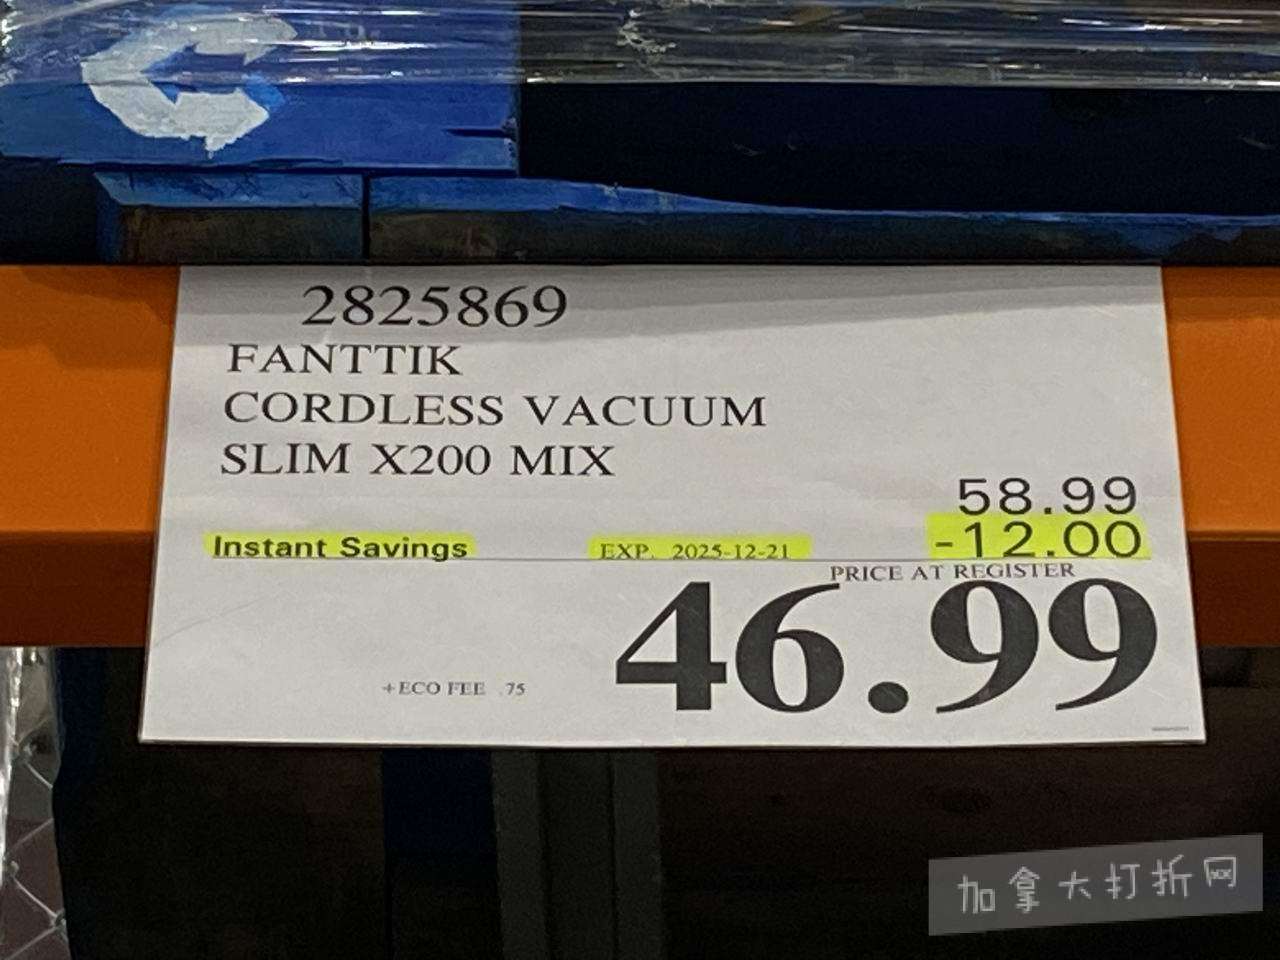 2825869
FANTTIK
CORDLESS VACUUM
SLIM X200 MIX
58.99
Instant Savings EXP. 2025-12-21 -12.00
PRICE AT REGISTER
46.99
+ECO FEE .75
加拿大打折网